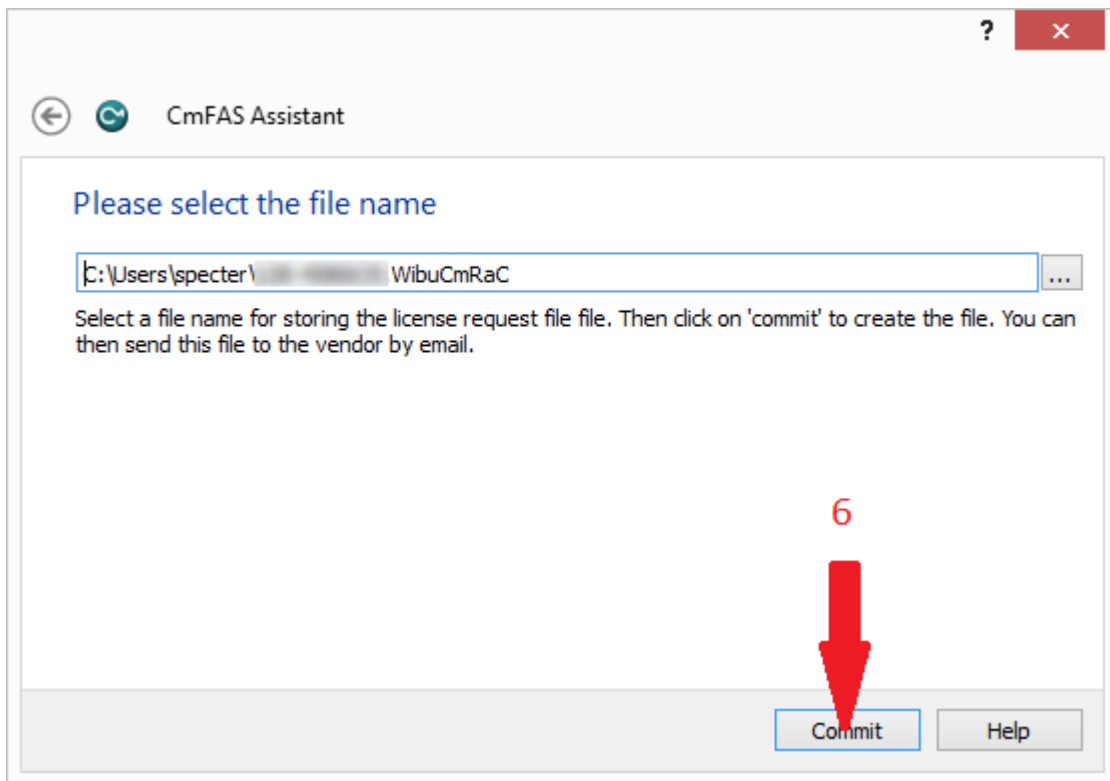 ?
CmFAS Assistant
Please select the file name
C:\Users\specter\ WibuCmRaC
...
Select a file name for storing the license request file file. Then click on 'commit' to create the file. You can
then send this file to the vendor by email.
6
Commit
Help